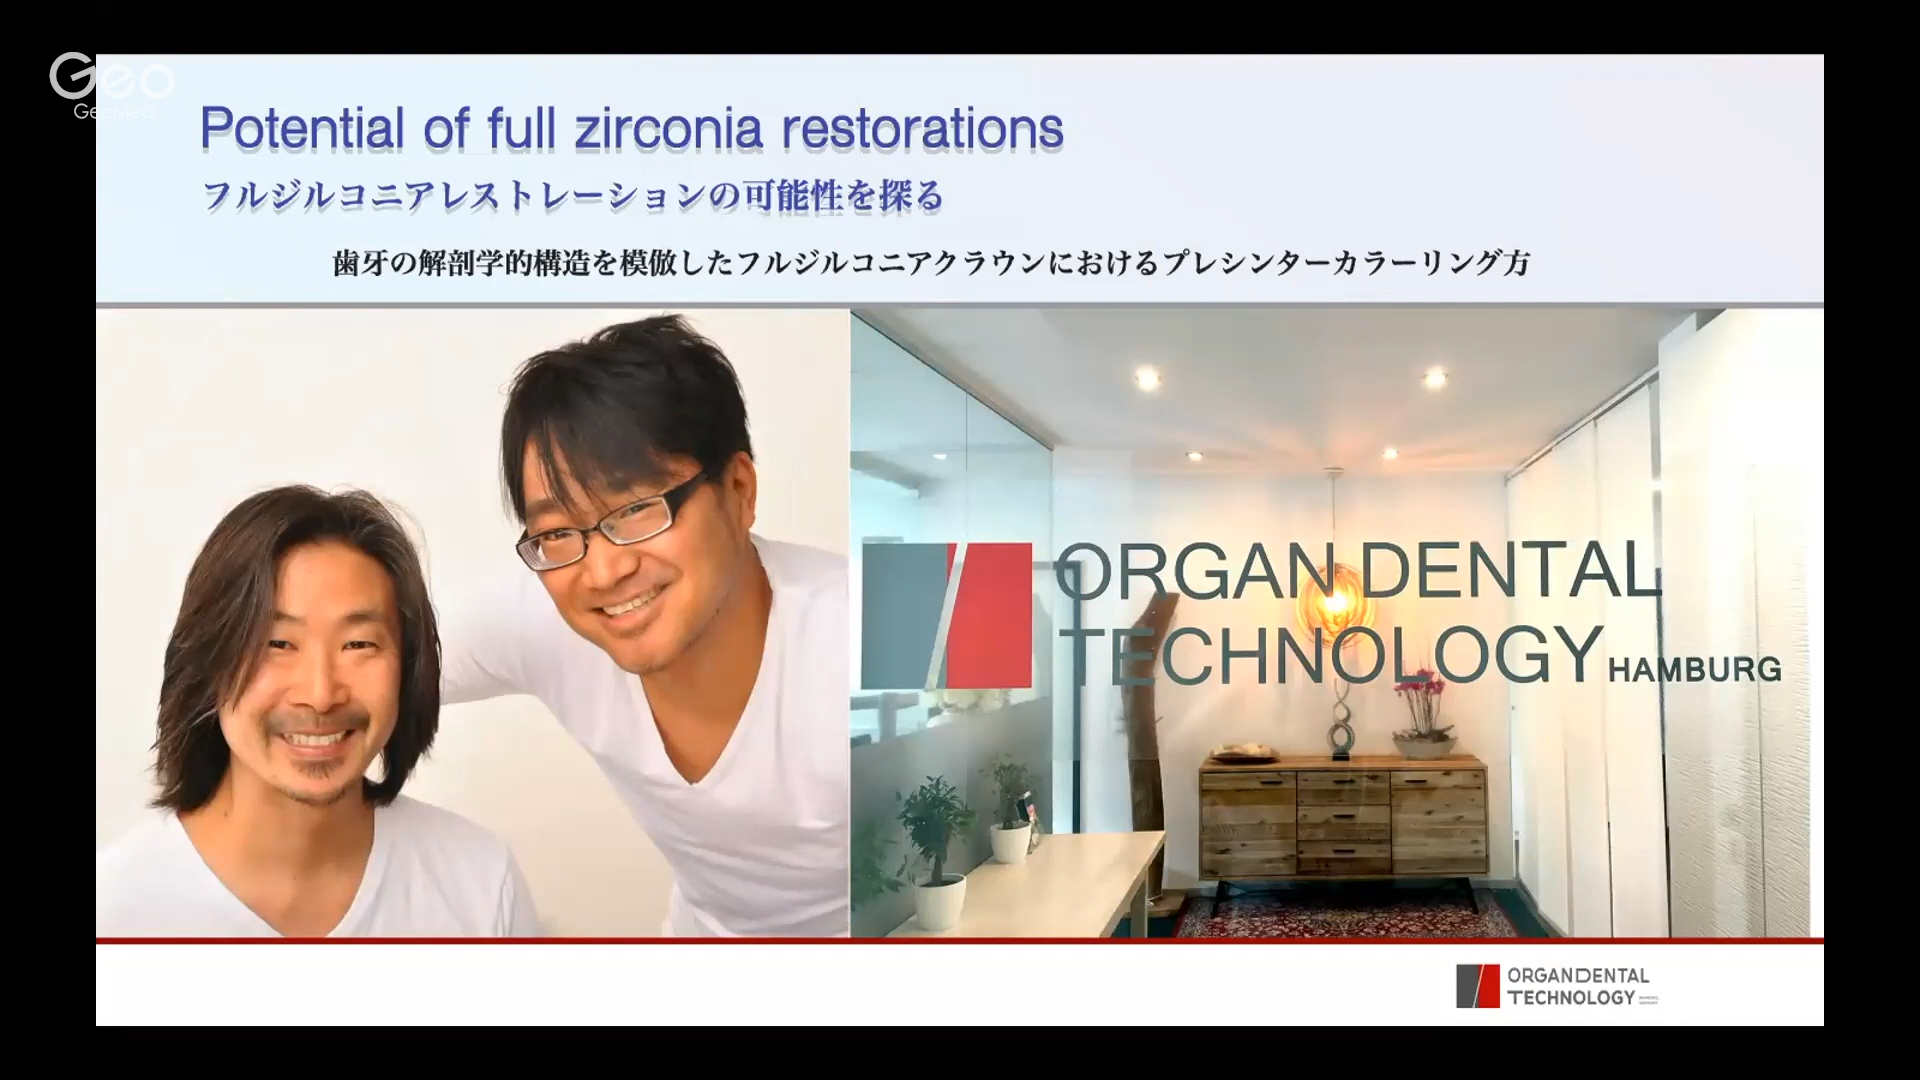 Geo
GeoMedi
Potential of full zirconia restorations
フルジルコニアレストレーションの可能性を探る
歯牙の解剖学的構造を模倣したフルジルコニアクラウンにおけるプレシンターカラーリング方
ORGAN DENTAL
TECHNOLOGY HAMBURG
ORGAN DENTAL
TECHNOLOGY